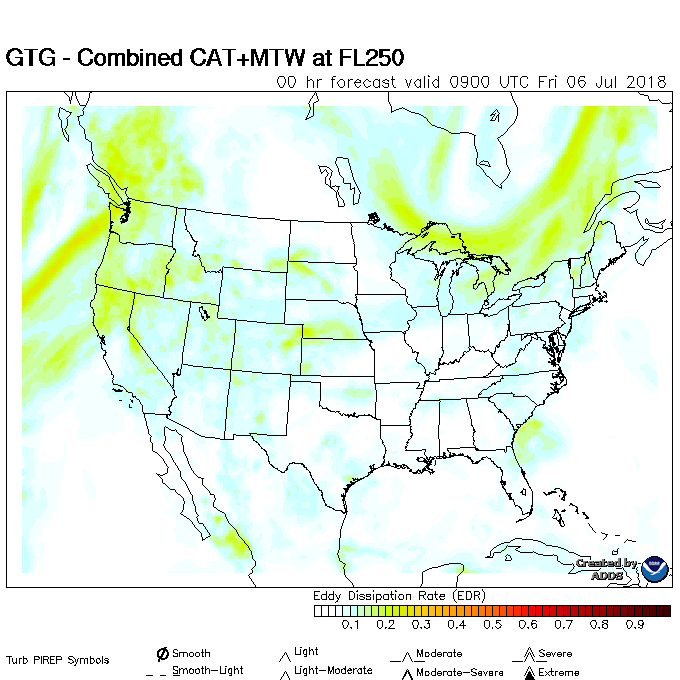 GTG - Combined CAT+MTW at FL250
00 hr forecast valid 0900 UTC Fri 06 Jul 2018
Created by
ADDS
Eddy Dissipation Rate (EDR)
0.1 0.2 0.3 0.4 0.5 0.6 0.7 0.8 0.9
Turb PIREP Symbols
Smooth Light Moderate Severe
Smooth-Light Light-Moderate Moderate-Severe Extreme